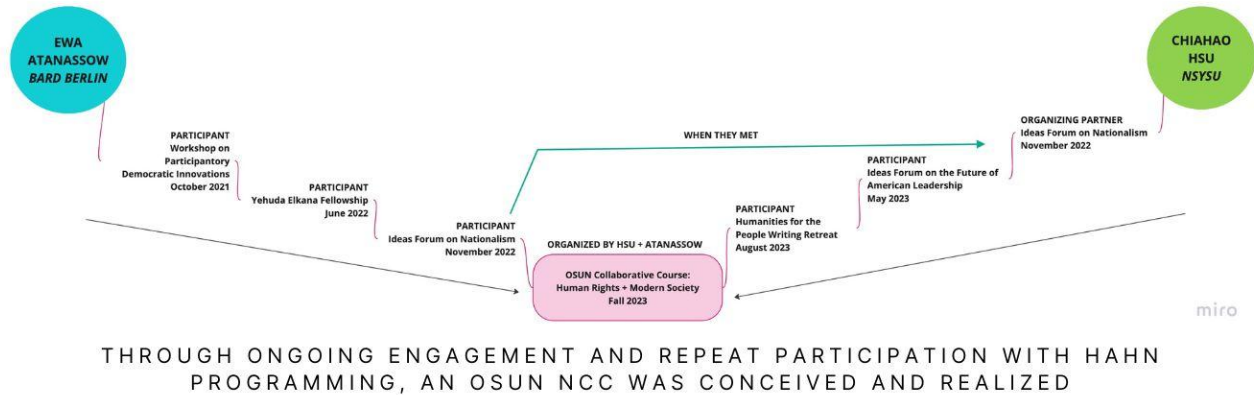 EWA
ATANASSOW
BARD BERLIN
CHIAHAO
HSU
NSYSU
PARTICIPANT
Workshop on
Participantory
Democratic Innovations
October 2021
PARTICIPANT
Yehuda Elkana Fellowship
June 2022
PARTICIPANT
Ideas Forum on Nationalism
November 2022
WHEN THEY MET
ORGANIZED BY HSU + ATANASSOW
OSUN Collaborative Course:
Human Rights + Modern Society
Fall 2023
PARTICIPANT
Humanities for the
People Writing Retreat
August 2023
PARTICIPANT
Ideas Forum on the Future of
American Leadership
May 2023
ORGANIZING PARTNER
Ideas Forum on Nationalism
November 2022
miro
THROUGH ONGOING ENGAGEMENT AND REPEAT PARTICIPATION WITH HAHN
PROGRAMMING, AN OSUN NCC WAS CONCEIVED AND REALIZED